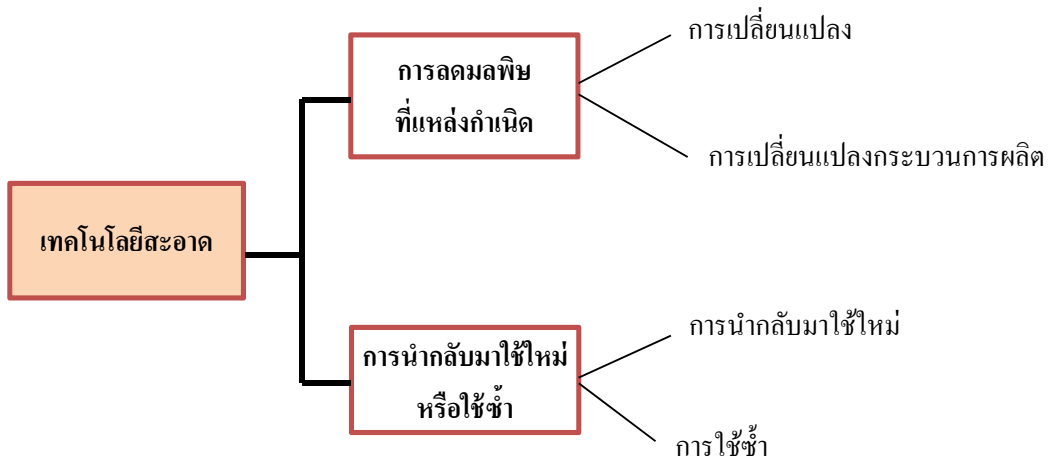 การเปลี่ยนแปลง
การลดมลพิษ
ที่แหล่งกำเนิด
การเปลี่ยนแปลงกระบวนการผลิต
เทคโนโลยีสะอาด
การนำกลับมาใช้ใหม่
การนำกลับมาใช้ใหม่
หรือใช้ซ้ำ
การใช้ซ้ำ